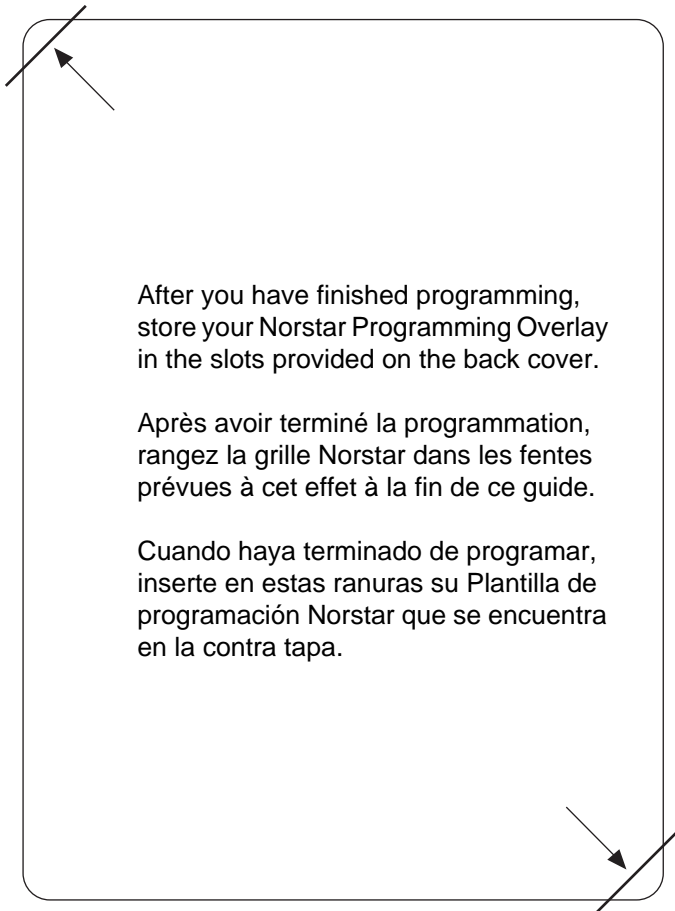 After you have finished programming,
store your Norstar Programming Overlay
in the slots provided on the back cover.
Après avoir terminé la programmation,
rangez la grille Norstar dans les fentes
prévues à cet effet à la fin de ce guide.
Cuando haya terminado de programar,
inserte en estas ranuras su Plantilla de
programación Norstar que se encuentra
en la contra tapa.